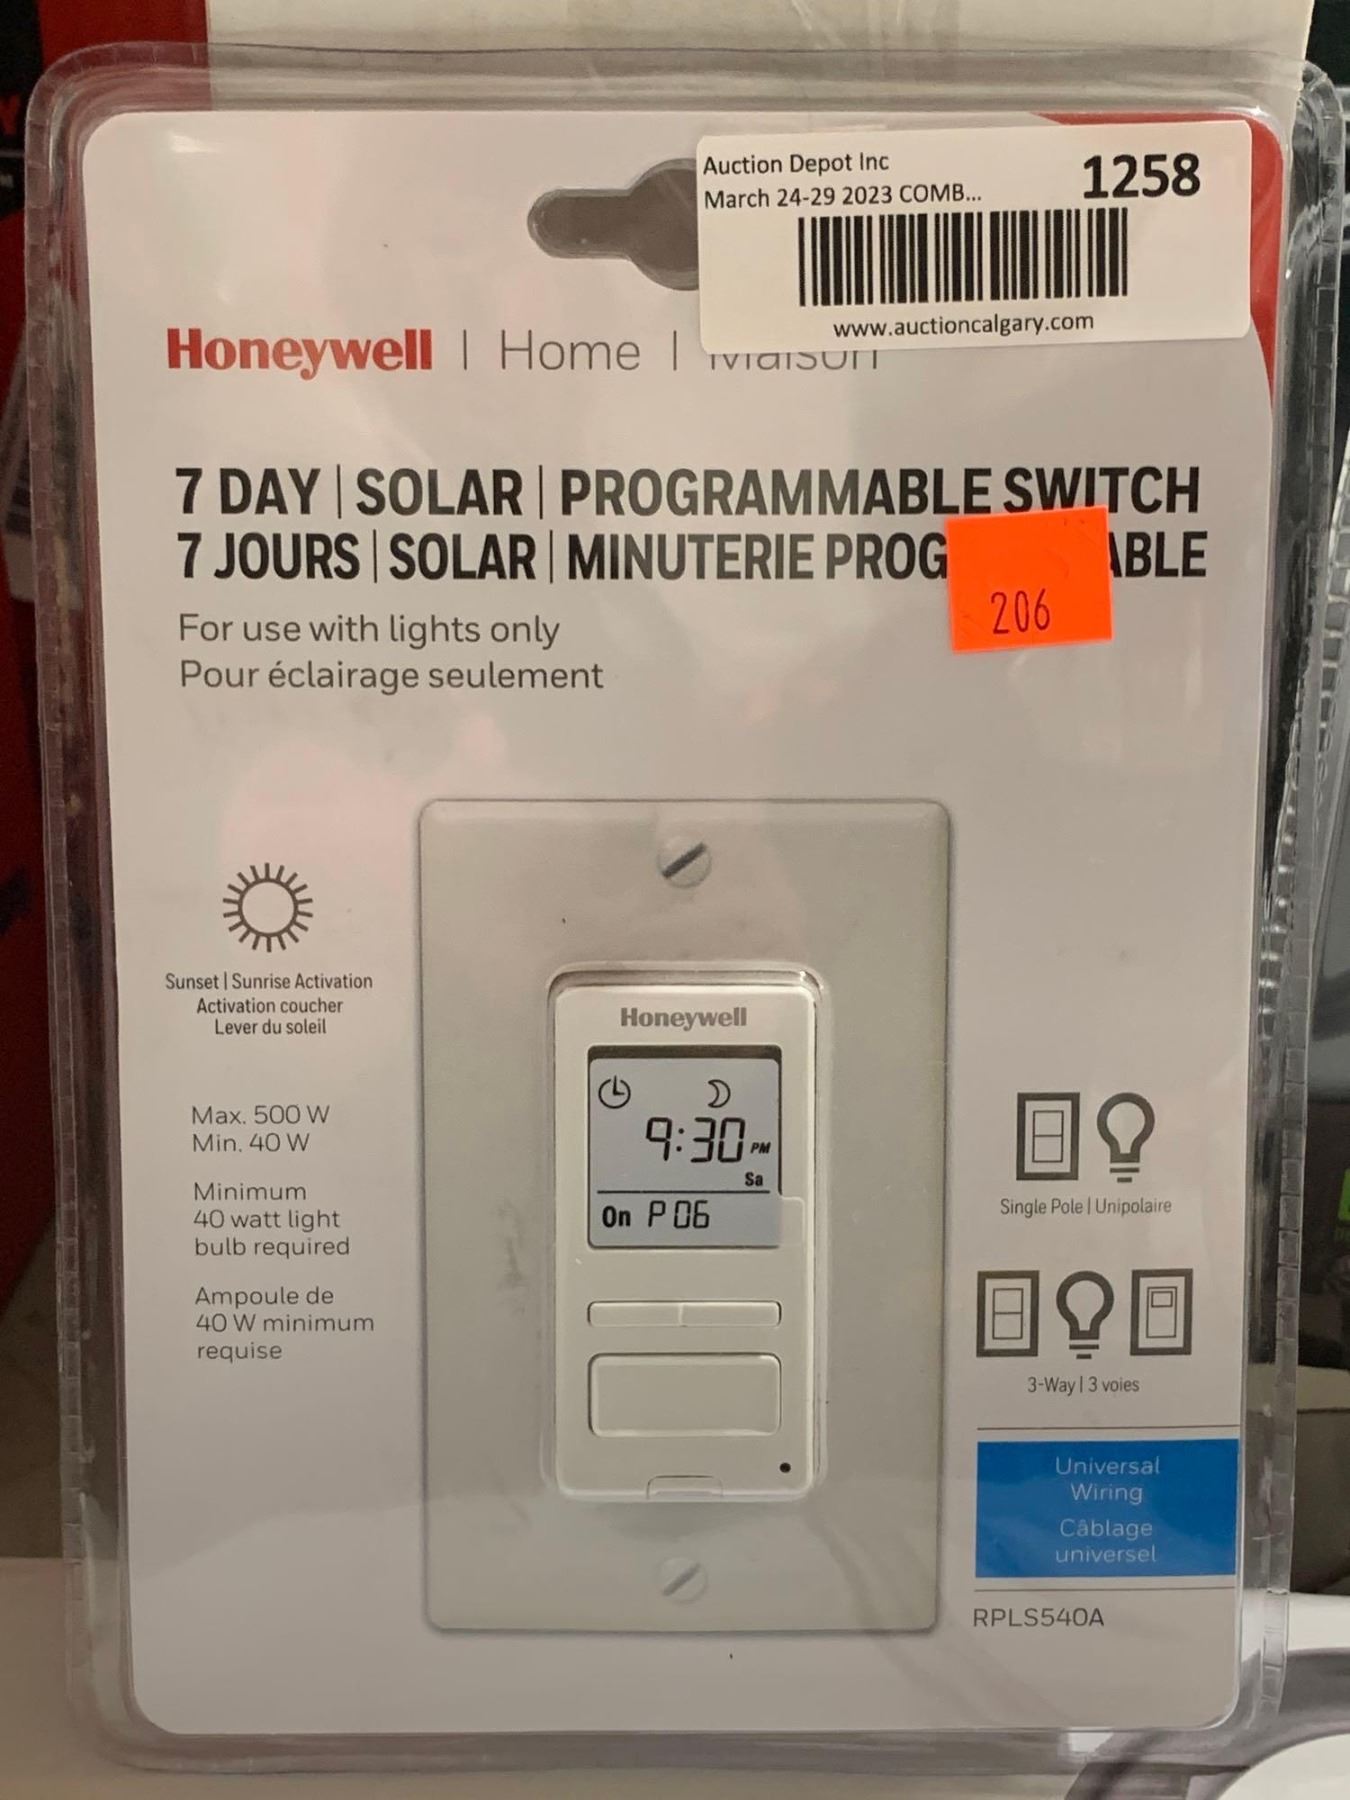 Auction Depot Inc
1258
March 24-29 2023 COMB...
www.auctioncalgary.com
Honeywell | Home | Maison
7 DAY | SOLAR | PROGRAMMABLE SWITCH
7 JOURS | SOLAR | MINUTERIE PROG ABLE
206
For use with lights only
Pour éclairage seulement
Sunset | Sunrise Activation
Activation coucher
Lever du soleil
Max. 500 W
Min. 40 W
Minimum
40 watt light
bulb required
Ampoule de
40 W minimum
requise
Honeywell
9:30 PM
Sa
On P 06
Single Pole | Unipolaire
3-Way | 3 voies
Universal
Wiring
Câblage
universel
RPLS540A